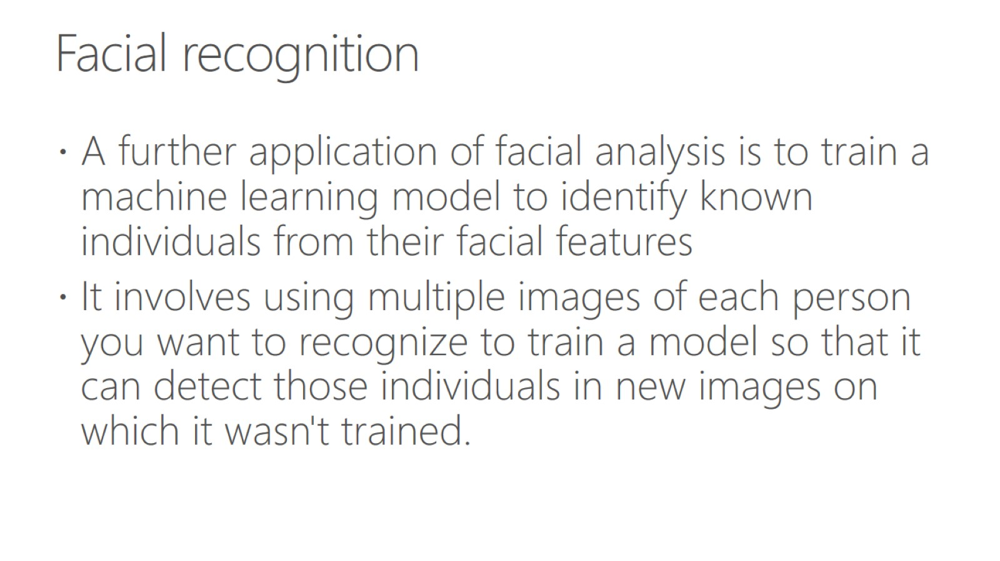 Facial recognition
· A further application of facial analysis is to train a
machine learning model to identify known
individuals from their facial features
· It involves using multiple images of each person
you want to recognize to train a model so that it
can detect those individuals in new images on
which it wasn't trained.